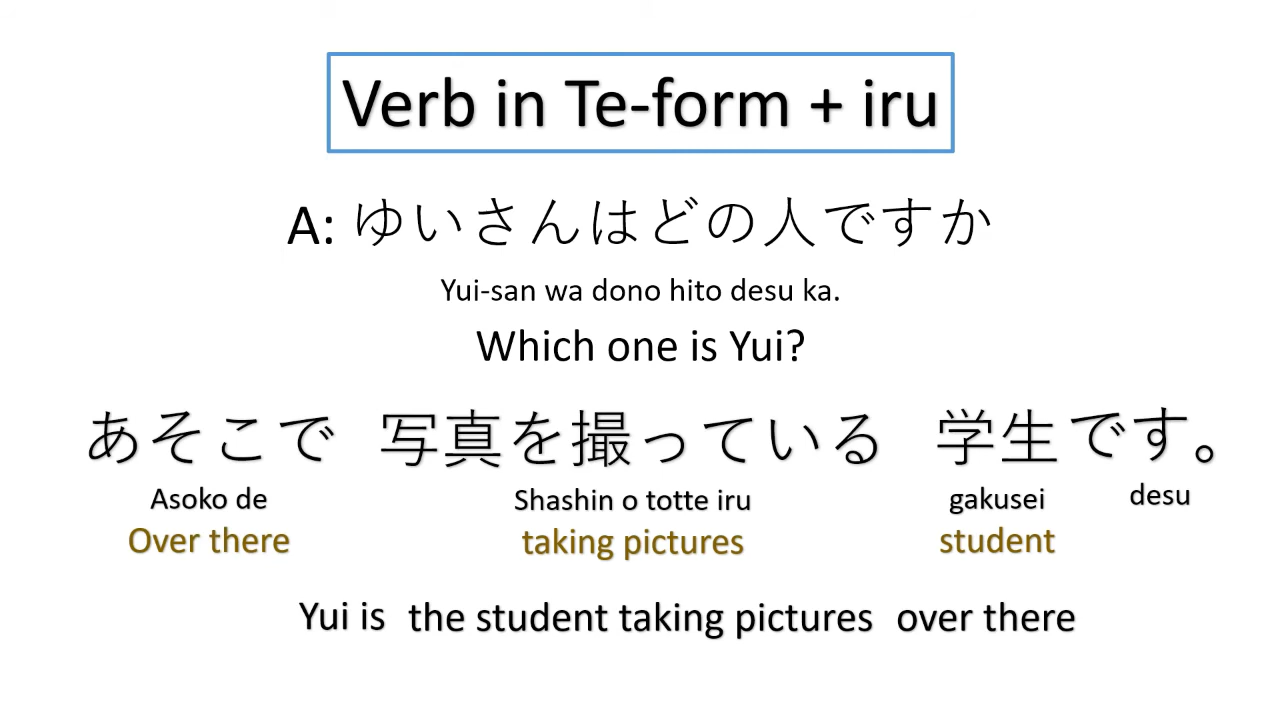 Verb in Te-form + iru
A: ゆいさんはどの人ですか
Yui-san wa dono hito desu ka.
Which one is Yui?
あそこで 写真を撮っている 学生です。
Asoko de Shashin o totte iru gakusei desu
Over there taking pictures student
Yui is the student taking pictures over there